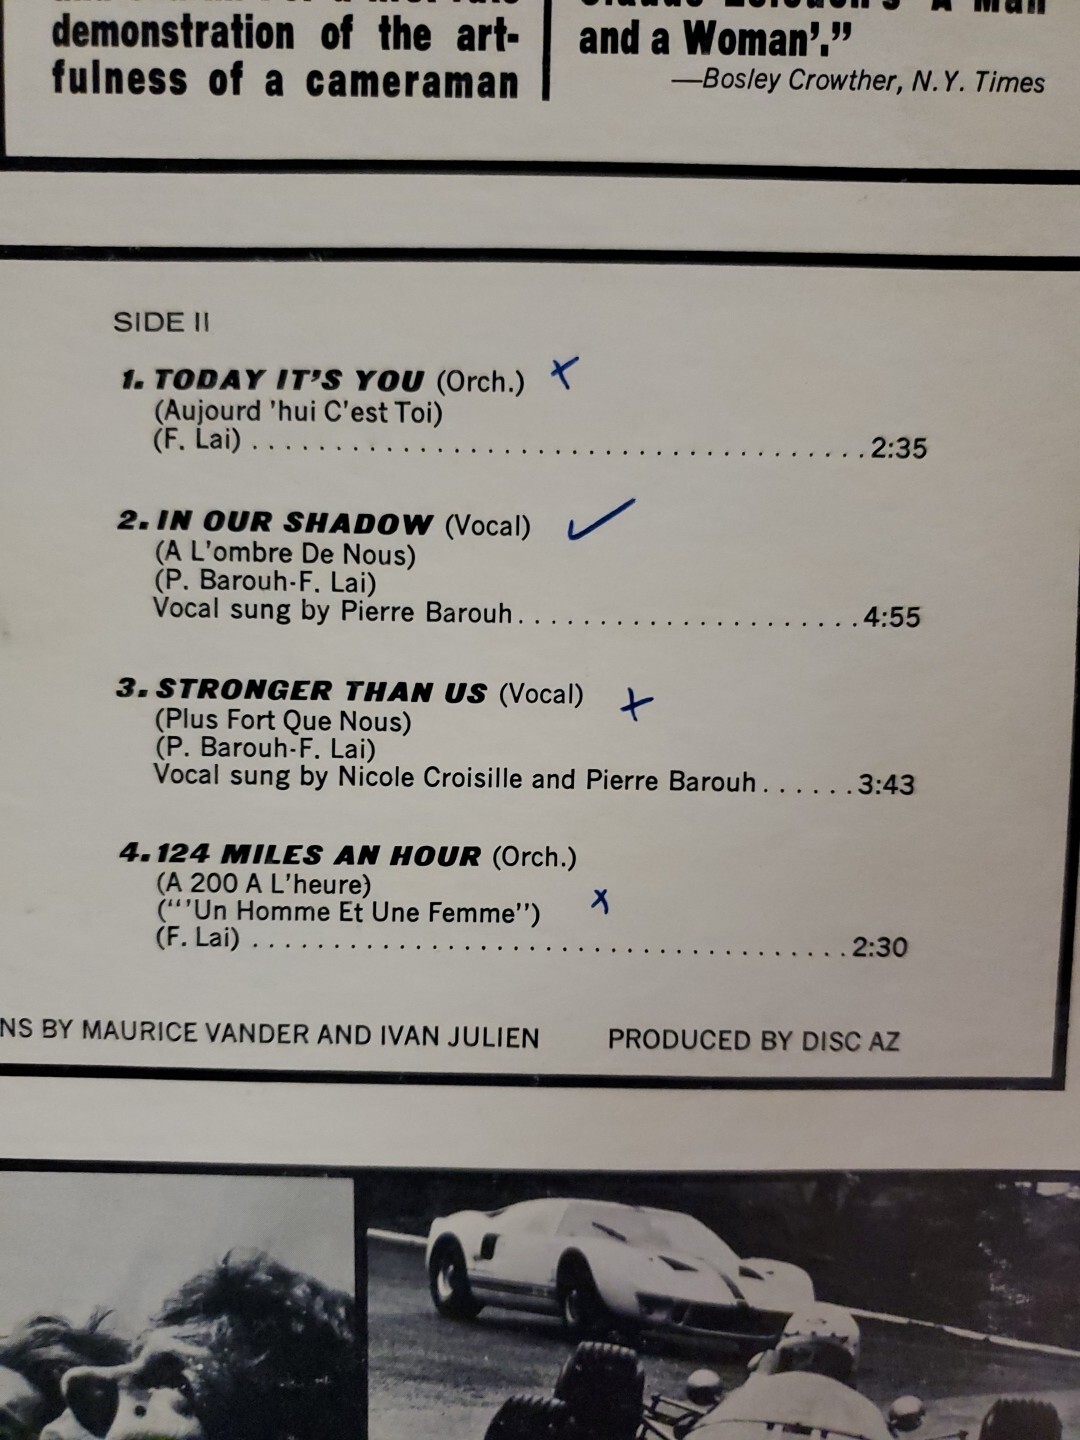 demonstration of the art-
fulness of a cameraman
Claude Lelouch's 'A Man
and a Woman'.”
—Bosley Crowther, N.Y. Times
SIDE II
1. TODAY IT'S YOU (Orch.)
(Aujourd 'hui C'est Toi)
(F. Lai) . . . . . . . . . . . . . . . . . . . . . . . . . . . . . . . . . . . . . . 2:35
2. IN OUR SHADOW (Vocal)
(A L'ombre De Nous)
(P. Barouh-F. Lai)
Vocal sung by Pierre Barouh. . . . . . . . . . . . . . . . . . . . . . 4:55
3. STRONGER THAN US (Vocal)
(Plus Fort Que Nous)
(P. Barouh-F. Lai)
Vocal sung by Nicole Croisille and Pierre Barouh . . . . . . 3:43
4. 124 MILES AN HOUR (Orch.)
(A 200 A L'heure)
(“'Un Homme Et Une Femme”)
(F. Lai) . . . . . . . . . . . . . . . . . . . . . . . . . . . . . . . . . . . . . 2:30
NS BY MAURICE VANDER AND IVAN JULIEN PRODUCED BY DISC AZ